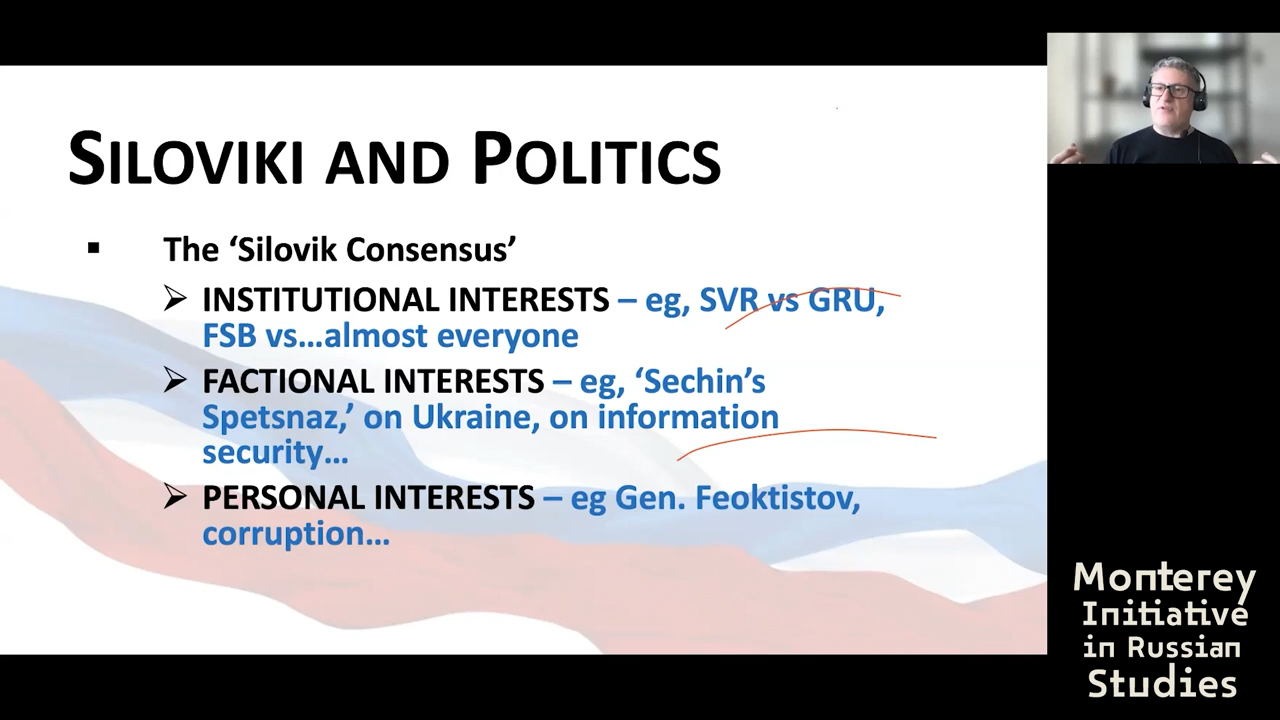 SILOVIKI AND POLITICS
▪ The ‘Silovik Consensus’
➢ INSTITUTIONAL INTERESTS – eg, SVR vs GRU,
FSB vs…almost everyone
➢ FACTIONAL INTERESTS – eg, ‘Sechin’s
Spetsnaz,’ on Ukraine, on information
security…
➢ PERSONAL INTERESTS – eg Gen. Feoktistov,
corruption…
Monterey
Initiative
in Russian
Studies